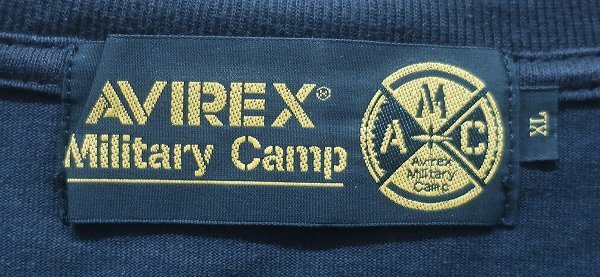 AVIREX®
Military Camp
M
A C
Avirex
Military
Camp
XL